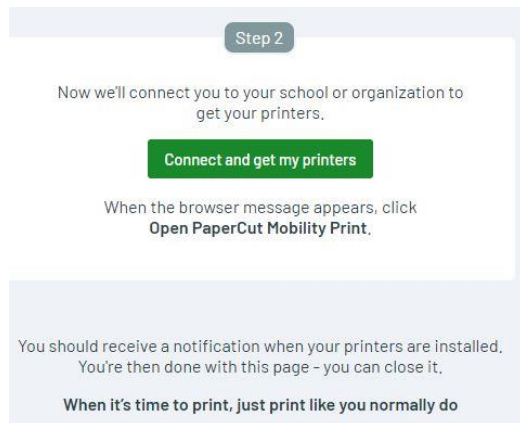 Step 2
Now we'll connect you to your school or organization to
get your printers.
Connect and get my printers
When the browser message appears, click
Open PaperCut Mobility Print.
You should receive a notification when your printers are installed.
You're then done with this page - you can close it.
When it's time to print, just print like you normally do